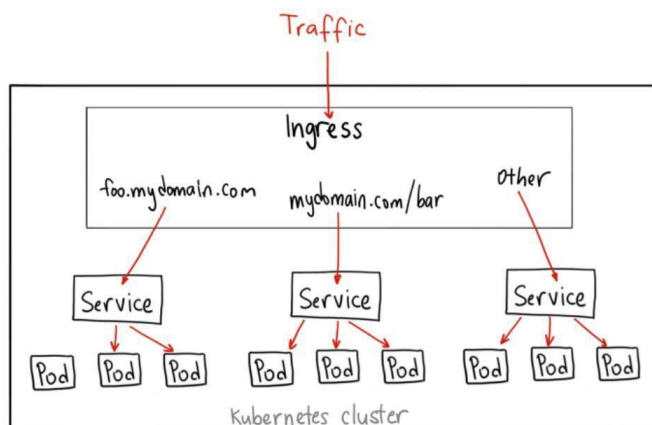 Traffic
Ingress
foo.mydomain.com
mydomain.com/bar
other
Service
Service
Service
Pod
Pod
Pod
Pod
Pod
Pod
Pod
Pod
Pod
Kubernetes cluster